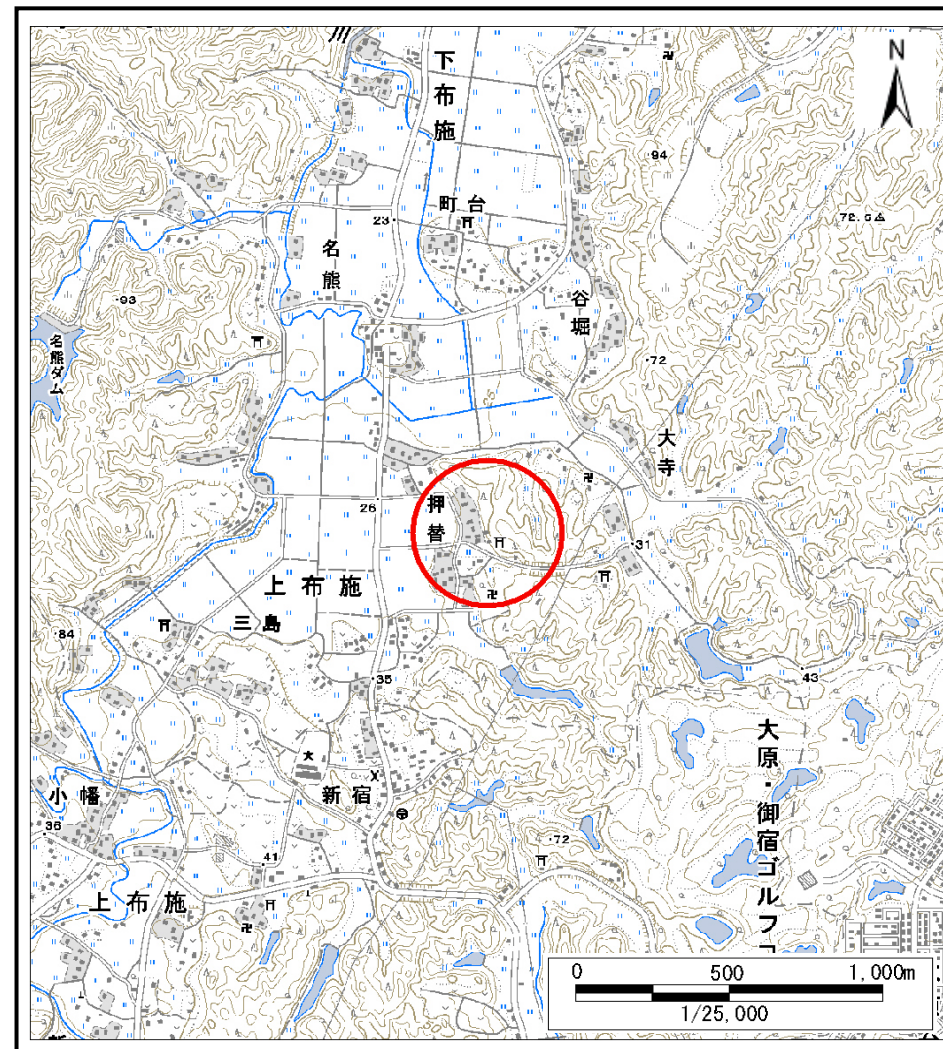 N
下布施
94
町台
23
72.5
名熊
93
谷堀
名熊ダム
72
大寺
26
押替
31
上布施
三島
84
43
35
大原・御宿ゴルフコ
文
新宿
小幡
36
72
41
上布施
0 500 1,000m
1/25,000